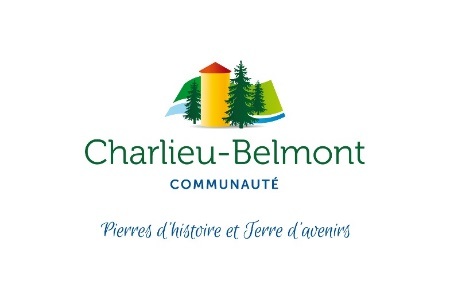 Charlieu-Belmont
COMMUNAUTÉ
Pierres d'histoire et Terre d'avenirs